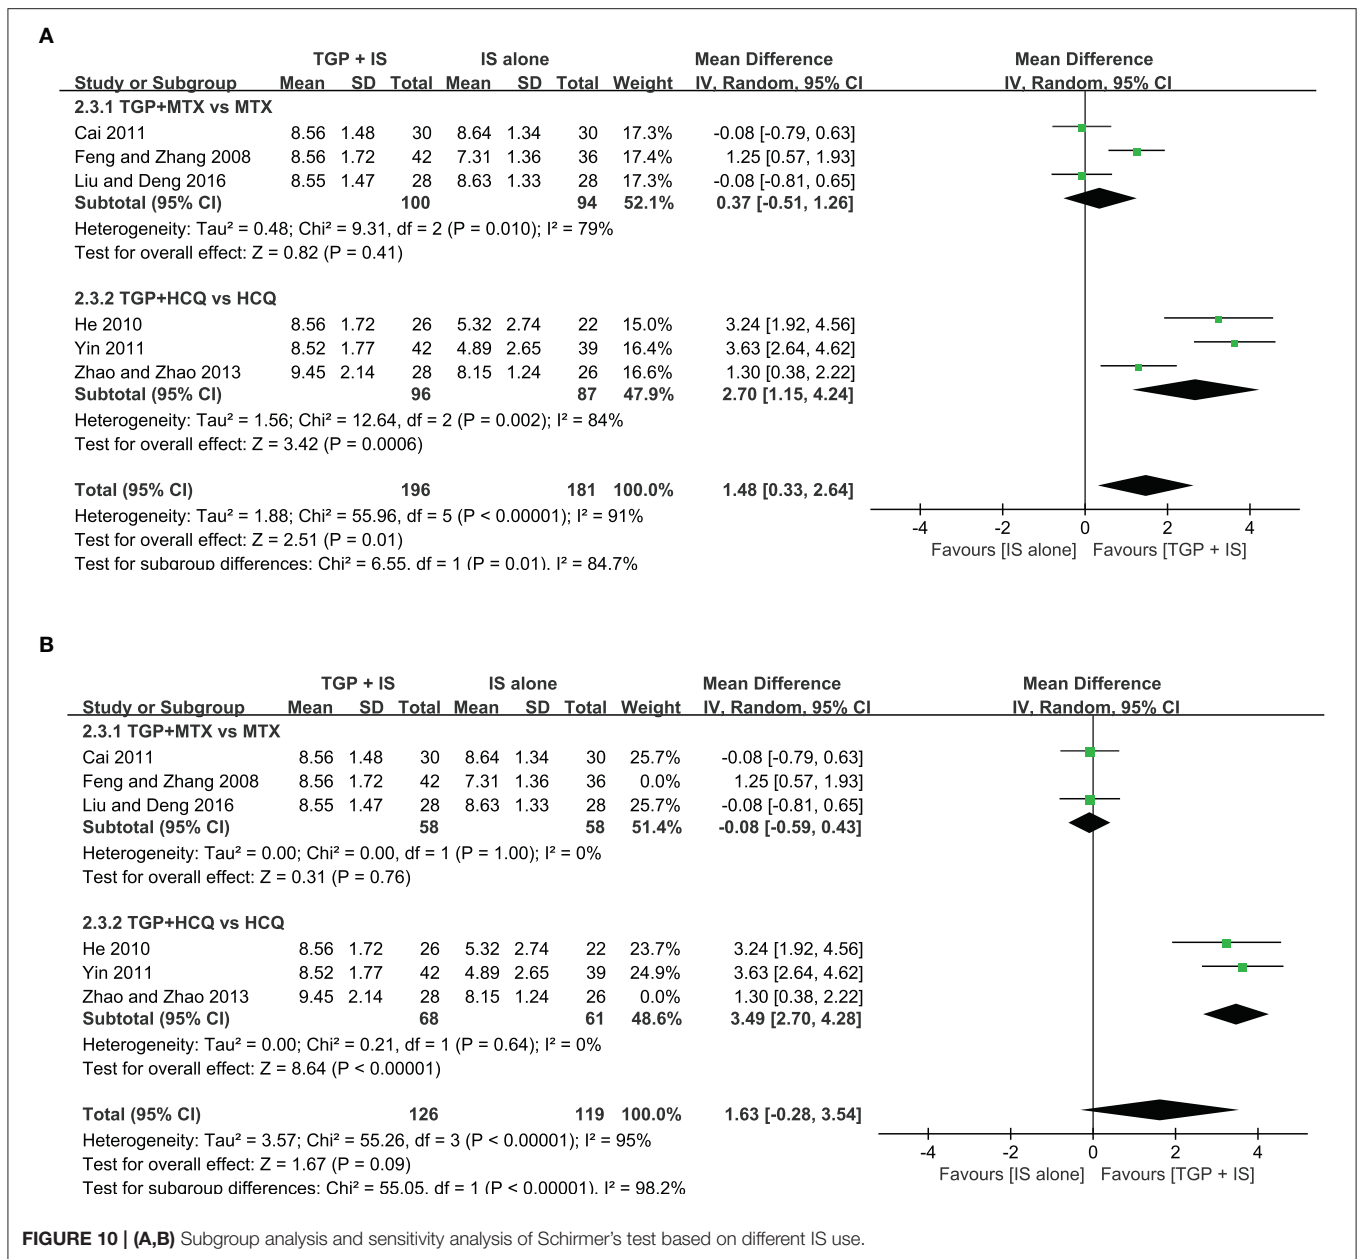 A
TGP + IS IS alone Mean Difference Mean Difference
Study or Subgroup Mean SD Total Mean SD Total Weight IV, Random, 95% CI IV, Random, 95% CI
2.3.1 TGP+MTX vs MTX
Cai 2011 8.56 1.48 30 8.64 1.34 30 17.3% -0.08 [-0.79, 0.63]
Feng and Zhang 2008 8.56 1.72 42 7.31 1.36 36 17.4% 1.25 [0.57, 1.93]
Liu and Deng 2016 8.55 1.47 28 8.63 1.33 28 17.3% -0.08 [-0.81, 0.65]
Subtotal (95% CI) 100 94 52.1% 0.37 [-0.51, 1.26]
Heterogeneity: Tau² = 0.48; Chi² = 9.31, df = 2 (P = 0.010); I² = 79%
Test for overall effect: Z = 0.82 (P = 0.41)
2.3.2 TGP+HCQ vs HCQ
He 2010 8.56 1.72 26 5.32 2.74 22 15.0% 3.24 [1.92, 4.56]
Yin 2011 8.52 1.77 42 4.89 2.65 39 16.4% 3.63 [2.64, 4.62]
Zhao and Zhao 2013 9.45 2.14 28 8.15 1.24 26 16.6% 1.30 [0.38, 2.22]
Subtotal (95% CI) 96 87 47.9% 2.70 [1.15, 4.24]
Heterogeneity: Tau² = 1.56; Chi² = 12.64, df = 2 (P = 0.002); I² = 84%
Test for overall effect: Z = 3.42 (P = 0.0006)
Total (95% CI) 196 181 100.0% 1.48 [0.33, 2.64]
Heterogeneity: Tau² = 1.88; Chi² = 55.96, df = 5 (P < 0.00001); I² = 91%
Test for overall effect: Z = 2.51 (P = 0.01)
Test for subgroup differences: Chi² = 6.55, df = 1 (P = 0.01), I² = 84.7%
-4 -2 0 2 4
Favours [IS alone] Favours [TGP + IS]
B
TGP + IS IS alone Mean Difference Mean Difference
Study or Subgroup Mean SD Total Mean SD Total Weight IV, Random, 95% CI IV, Random, 95% CI
2.3.1 TGP+MTX vs MTX
Cai 2011 8.56 1.48 30 8.64 1.34 30 25.7% -0.08 [-0.79, 0.63]
Feng and Zhang 2008 8.56 1.72 42 7.31 1.36 36 0.0% 1.25 [0.57, 1.93]
Liu and Deng 2016 8.55 1.47 28 8.63 1.33 28 25.7% -0.08 [-0.81, 0.65]
Subtotal (95% CI) 58 58 51.4% -0.08 [-0.59, 0.43]
Heterogeneity: Tau² = 0.00; Chi² = 0.00, df = 1 (P = 1.00); I² = 0%
Test for overall effect: Z = 0.31 (P = 0.76)
2.3.2 TGP+HCQ vs HCQ
He 2010 8.56 1.72 26 5.32 2.74 22 23.7% 3.24 [1.92, 4.56]
Yin 2011 8.52 1.77 42 4.89 2.65 39 24.9% 3.63 [2.64, 4.62]
Zhao and Zhao 2013 9.45 2.14 28 8.15 1.24 26 0.0% 1.30 [0.38, 2.22]
Subtotal (95% CI) 68 61 48.6% 3.49 [2.70, 4.28]
Heterogeneity: Tau² = 0.00; Chi² = 0.21, df = 1 (P = 0.64); I² = 0%
Test for overall effect: Z = 8.64 (P < 0.00001)
Total (95% CI) 126 119 100.0% 1.63 [-0.28, 3.54]
Heterogeneity: Tau² = 3.57; Chi² = 55.26, df = 3 (P < 0.00001); I² = 95%
Test for overall effect: Z = 1.67 (P = 0.09)
Test for subgroup differences: Chi² = 55.05, df = 1 (P < 0.00001), I² = 98.2%
-4 -2 0 2 4
Favours [IS alone] Favours [TGP + IS]
FIGURE 10 | (A,B) Subgroup analysis and sensitivity analysis of Schirmer's test based on different IS use.